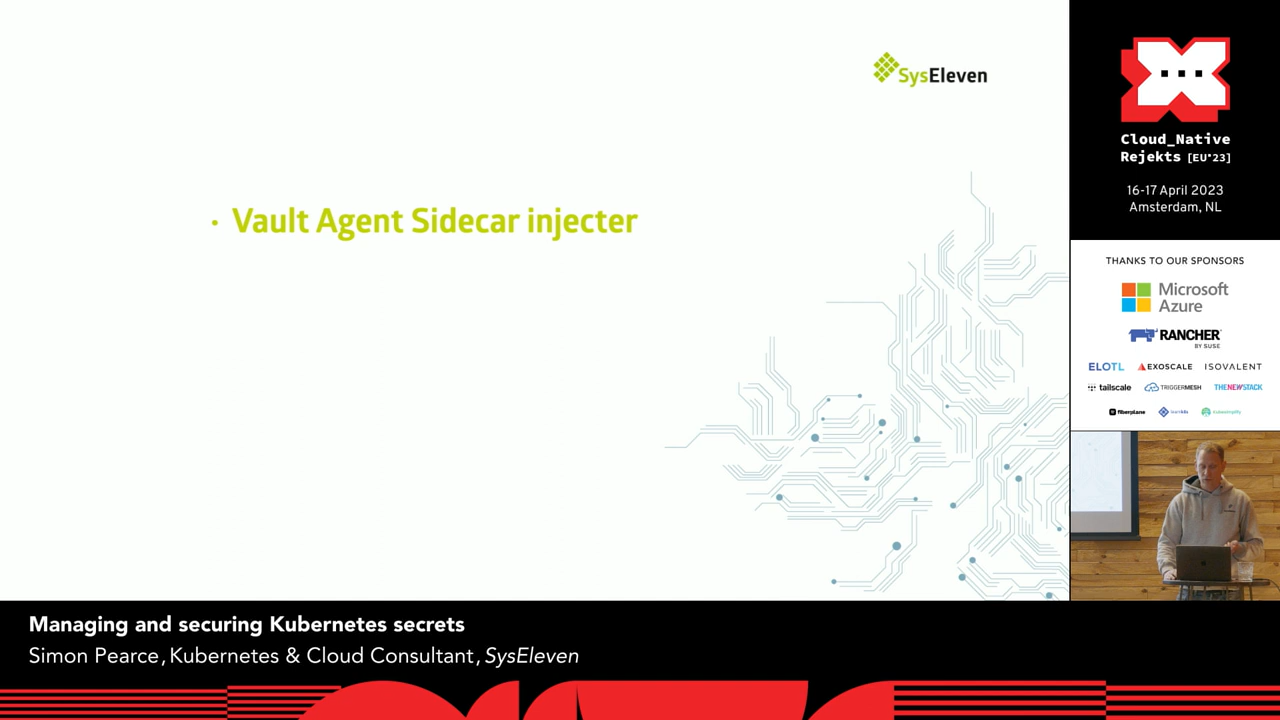 SysEleven
· Vault Agent Sidecar injecter
Cloud_Native
Rejekts [EU'23]
16-17 April 2023
Amsterdam, NL
THANKS TO OUR SPONSORS
Microsoft
Azure
RANCHER
BY SUSE
ELOTL
EXOSCALE
ISOVALENT
tailscale
TRIGGERMESH
THENEWSTACK
fiberplane
kubesimplify
Managing and securing Kubernetes secrets
Simon Pearce, Kubernetes & Cloud Consultant, SysEleven